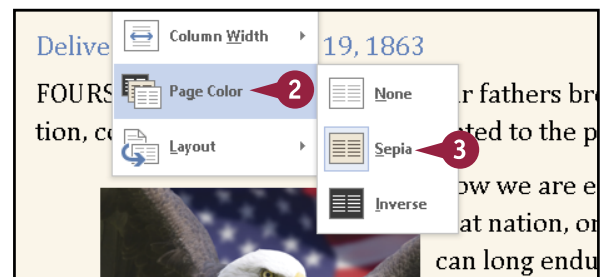 Column Width
Delive 19, 1863
Page Color 2
None
FOURS r fathers bre
tion, co ted to the p
Layout
Sepia 3
ow we are e
Inverse
at nation, or
can long endu